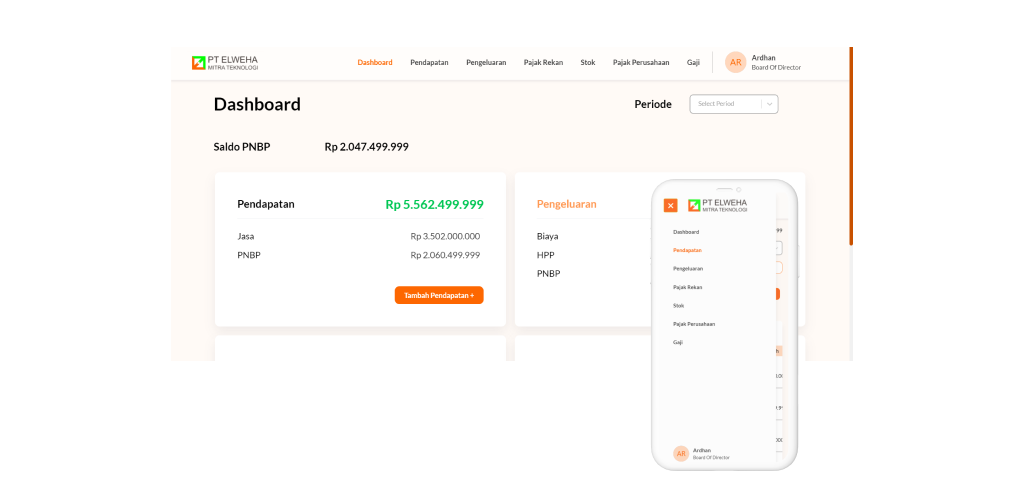 PT ELWEHA
MITRA TEKNOLOGI
Dashboard
Pendapatan
Pengeluaran
Pajak Rekan
Stok
Pajak Perusahaan
Gaji
AR
Ardhan
Board Of Director
Dashboard
Periode
Select Period
Saldo PNBP
Rp 2.047.499.999
Pendapatan
Rp 5.562.499.999
Jasa
Rp 3.502.000.000
PNBP
Rp 2.060.499.999
Tambah Pendapatan +
Pengeluaran
Biaya
HPP
PNBP
PT ELWEHA
MITRA TEKNOLOGI
Dashboard
Pendapatan
Pengeluaran
Pajak Rekan
Stok
Pajak Perusahaan
Gaji
AR
Ardhan
Board Of Director